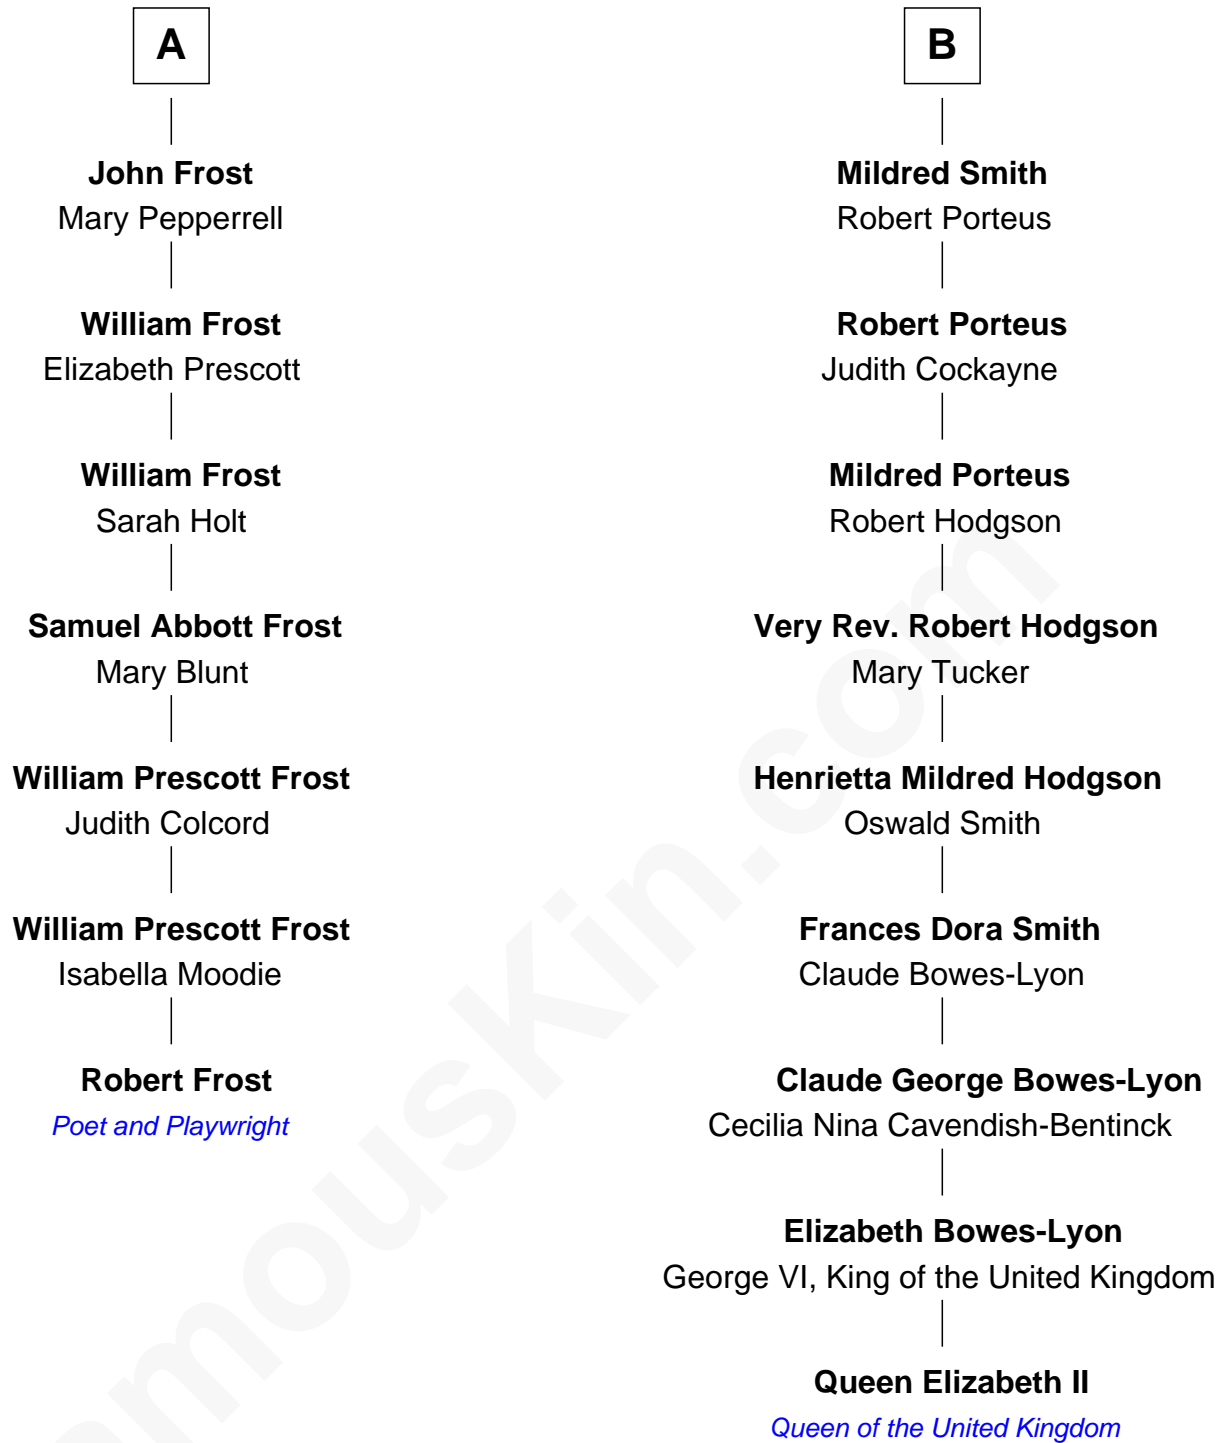 A
John Frost
Mary Pepperrell
William Frost
Elizabeth Prescott
William Frost
Sarah Holt
Samuel Abbott Frost
Mary Blunt
William Prescott Frost
Judith Colcord
William Prescott Frost
Isabella Moodie
Robert Frost
Poet and Playwright
B
Mildred Smith
Robert Porteus
Robert Porteus
Judith Cockayne
Mildred Porteus
Robert Hodgson
Very Rev. Robert Hodgson
Mary Tucker
Henrietta Mildred Hodgson
Oswald Smith
Frances Dora Smith
Claude Bowes-Lyon
Claude George Bowes-Lyon
Cecilia Nina Cavendish-Bentinck
Elizabeth Bowes-Lyon
George VI, King of the United Kingdom
Queen Elizabeth II
Queen of the United Kingdom
amouskin.com